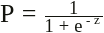 P = 1 / (1 + e^{-z})